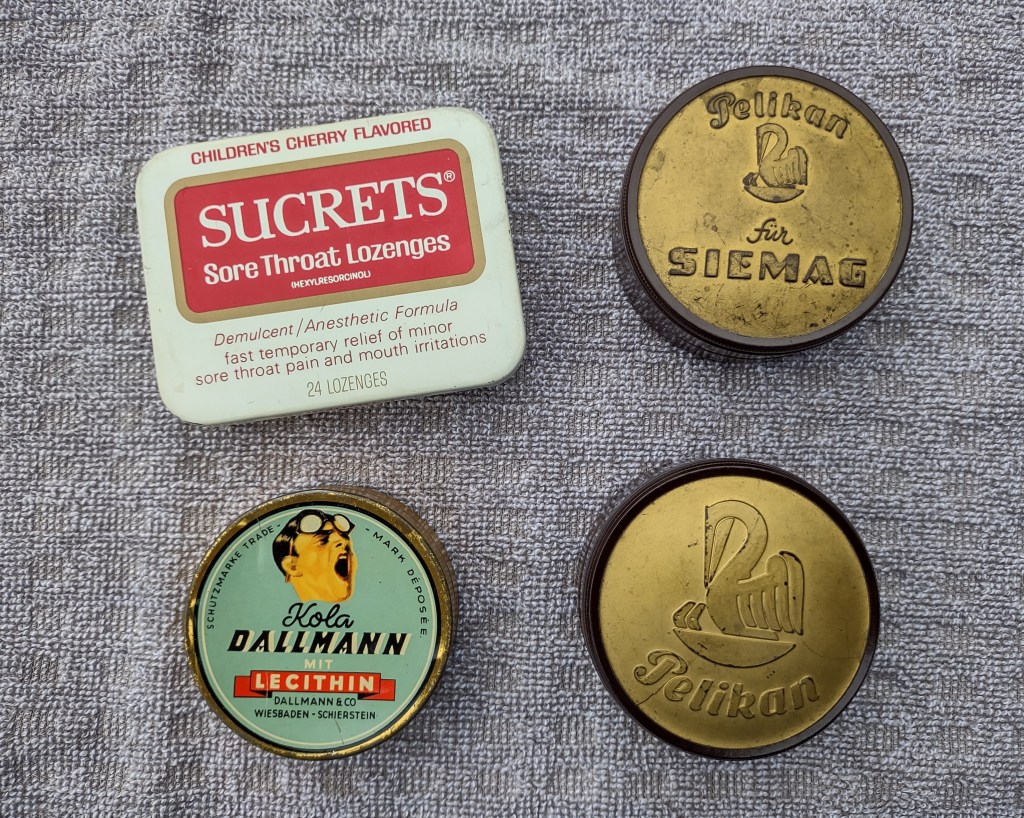 CHILDREN'S CHERRY FLAVORED
SUCRETS®
Sore Throat Lozenges
(HEXYLRESORCINOL)
Demulcent/Anesthetic Formula
fast temporary relief of minor
sore throat pain and mouth irritations
24 LOZENGES
Pelikan
für
SIEMAG
SCHUTZMARKE TRADE - MARK DÉPOSÉE.
Kola
DALLMANN
MIT
LECITHIN
DALLMANN & CO
WIESBADEN - SCHIERSTEIN
Pelikan